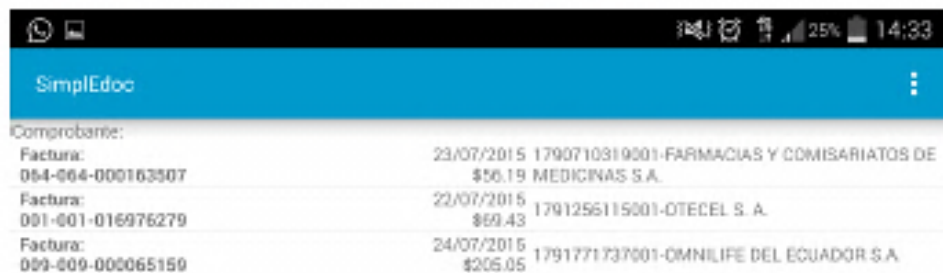 25% 14:33
SimplEdoc
Comprobante:
Factura: 23/07/2015 1790710319001-FARMACIAS Y COMISARIATOS DE
064-064-000163507 $56.19 MEDICINAS S.A.
Factura: 22/07/2015 1791256115001-OTECEL S. A.
001-001-016976279 $69.43
Factura: 24/07/2015 1791771737001-OMNILIFE DEL ECUADOR S.A.
009-009-000065159 $205.05